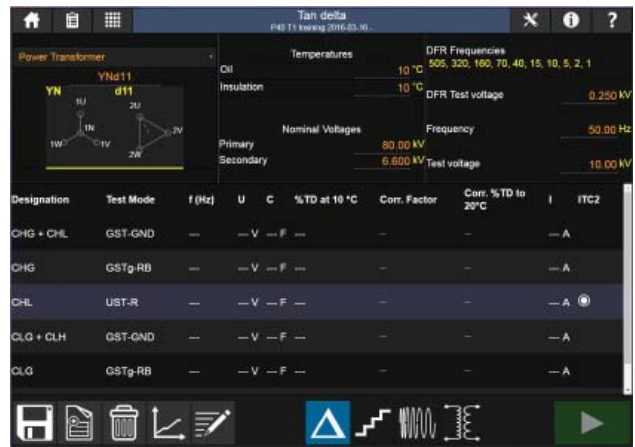 Tan delta
P40 T1 training 2016-03-10...
Power Transformer
YNd11
YN
d11
1U
1N
1W
1V
2U
2V
2W
Temperatures
Oil
10 °C
Insulation
10 °C
Nominal Voltages
Primary
80.00 kV
Secondary
6.600 kV
DFR Frequencies
505, 320, 160, 70, 40, 15, 10, 5, 2, 1
DFR Test voltage
0.250 kV
Frequency
50.00 Hz
Test voltage
10.00 kV
Designation Test Mode f (Hz) U C %TD at 10 °C Corr. Factor Corr. %TD to 20°C I ITC2
CHG + CHL GST-GND --- --- V --- F --- -- -- --- A
CHG GSTg-RB --- --- V --- F --- -- -- --- A
CHL UST-R --- --- V --- F --- -- -- --- A
CLG + CLH GST-GND --- --- V --- F --- -- -- --- A
CLG GSTg-RB --- --- V --- F --- -- -- --- A